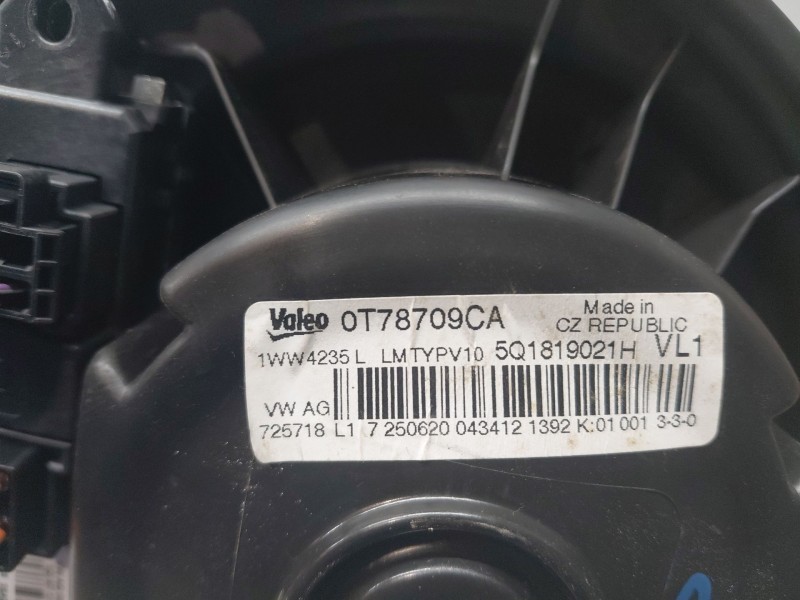 Valeo 0T78709CA Made in
CZ REPUBLIC
1WW4235 L LMTYPV10 5Q1819021H VL1
VW AG
725718 L1 7 250620 043412 1392 K:01 001 3-3-0